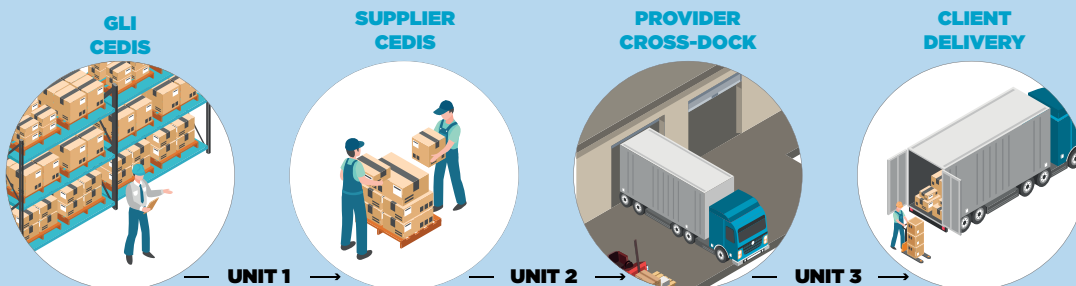 GLI
CEDIS
SUPPLIER
CEDIS
PROVIDER
CROSS-DOCK
CLIENT
DELIVERY
UNIT 1
UNIT 2
UNIT 3